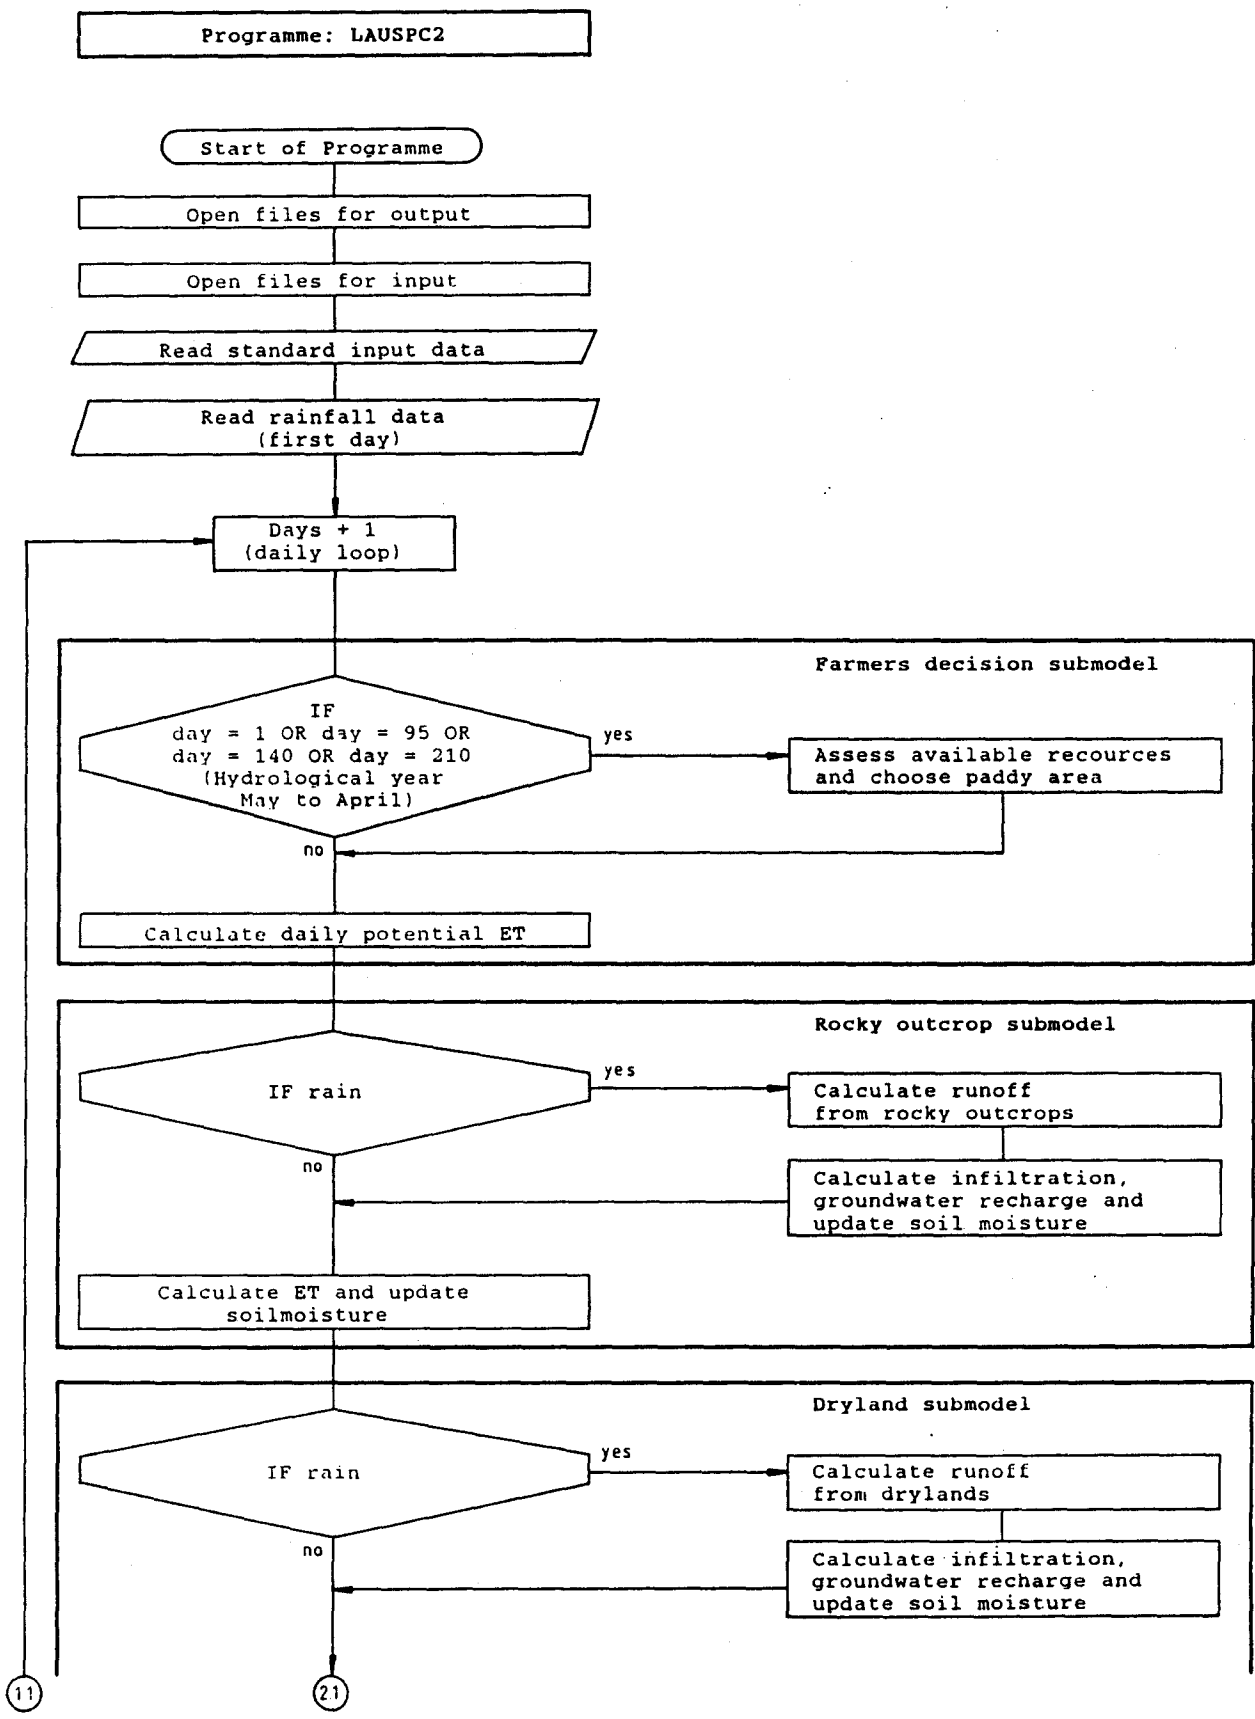 Programme: LAUSPC2
Start of Programme
Open files for output
Open files for input
Read standard input data
Read rainfall data
(first day)
Days + 1
(daily loop)
Farmers decision submodel
IF
day = 1 OR day = 95 OR
day = 140 OR day = 210
(Hydrological year
May to April)
yes
Assess available recources
and choose paddy area
no
Calculate daily potential ET
Rocky outcrop submodel
IF rain
yes
Calculate runoff
from rocky outcrops
no
Calculate infiltration,
groundwater recharge and
update soil moisture
Calculate ET and update
soilmoisture
Dryland submodel
IF rain
yes
Calculate runoff
from drylands
no
Calculate infiltration,
groundwater recharge and
update soil moisture
1.1
2.1